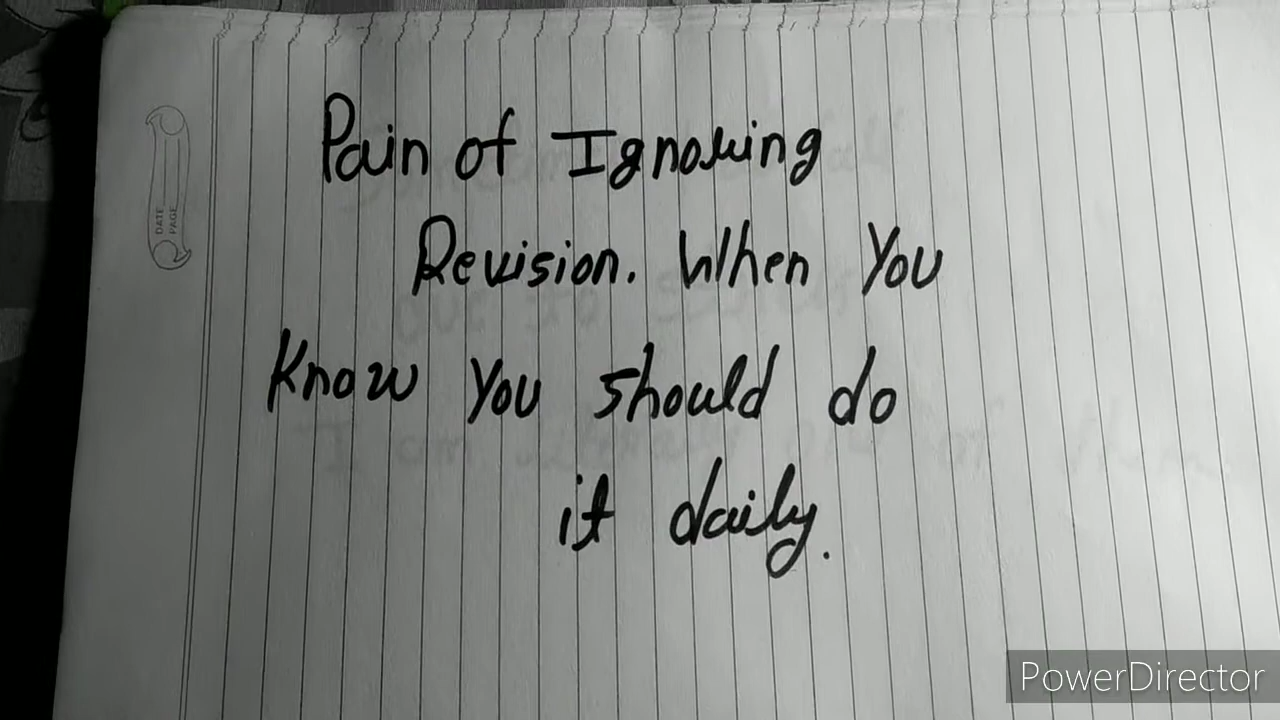 Pain of Ignoring
Revision. When You
Know You should do
it daily.
DATE
PAGE
PowerDirector